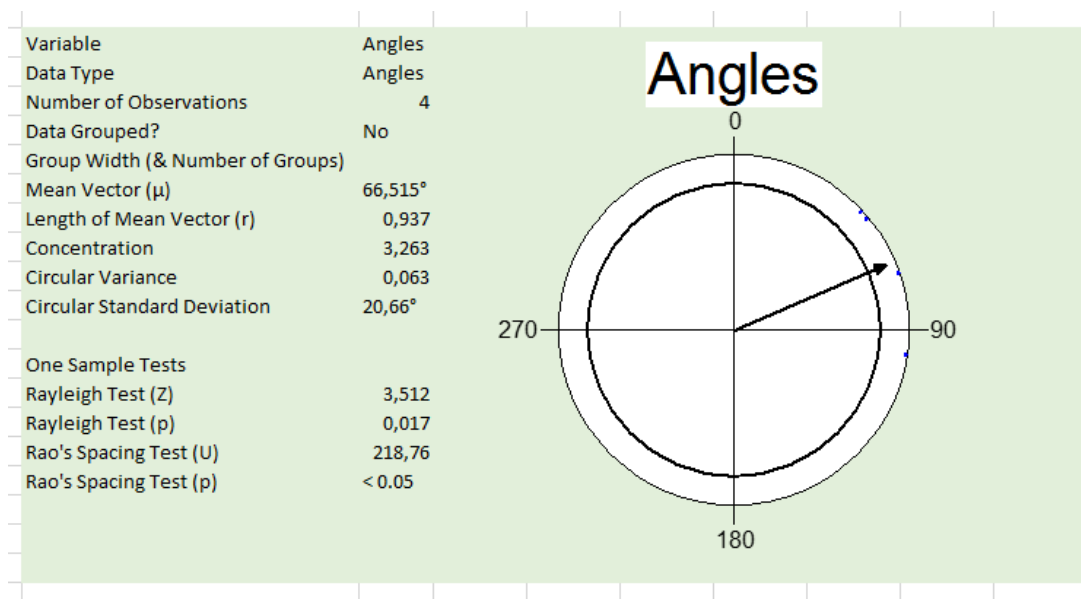 Variable Angles
Data Type Angles
Number of Observations 4
Data Grouped? No
Group Width (& Number of Groups)
Mean Vector (µ) 66,515°
Length of Mean Vector (r) 0,937
Concentration 3,263
Circular Variance 0,063
Circular Standard Deviation 20,66°
One Sample Tests
Rayleigh Test (Z) 3,512
Rayleigh Test (p) 0,017
Rao's Spacing Test (U) 218,76
Rao's Spacing Test (p) < 0.05
Angles
0
270
90
180